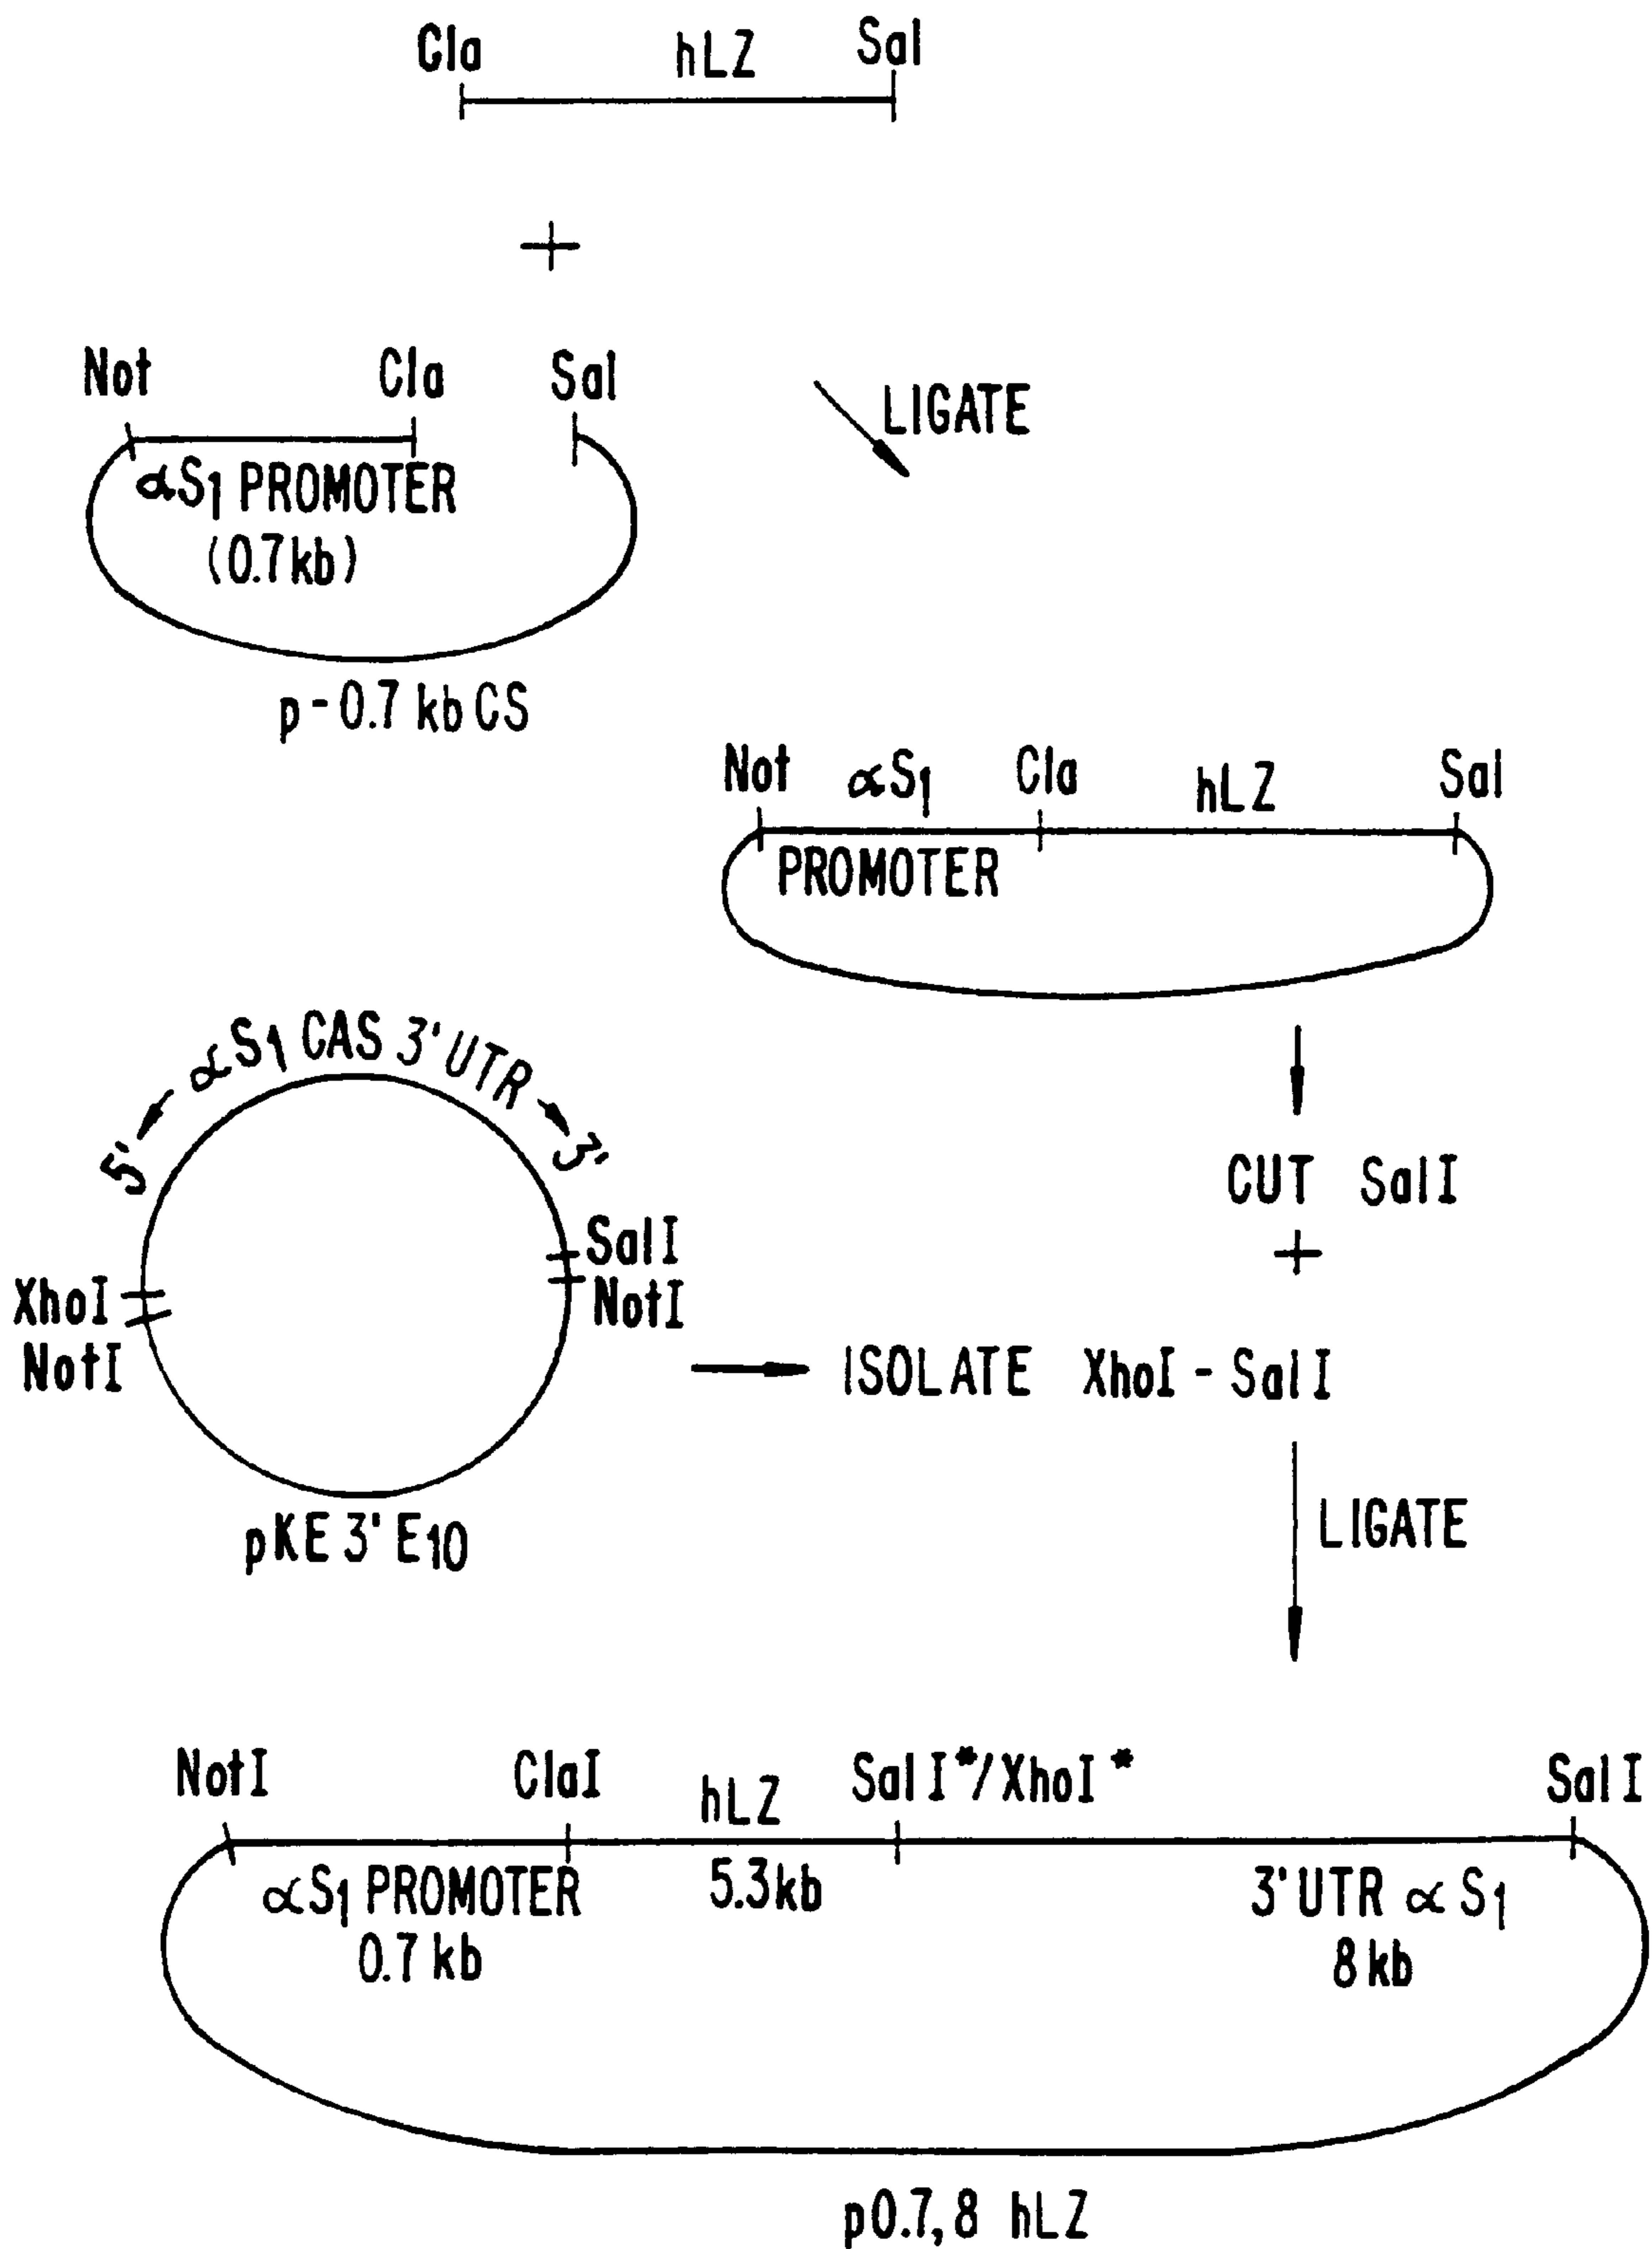 Cla hLZ Sal
+
Not Cla Sal
LIGATE
αS1 PROMOTER
(0.7kb)
p-0.7 kb CS
Not αS1 Cla hLZ Sal
PROMOTER
5' αS1 CAS 3'UTR 3'
CUT SalI
+
SalI
XhoI NotI
NotI
ISOLATE XhoI - SalI
pKE 3' E10
LIGATE
NotI ClaI hLZ SalI*/XhoI* SalI
αS1 PROMOTER 5.3kb 3'UTR αS1
0.7 kb 8 kb
p0.7,8 hLZ